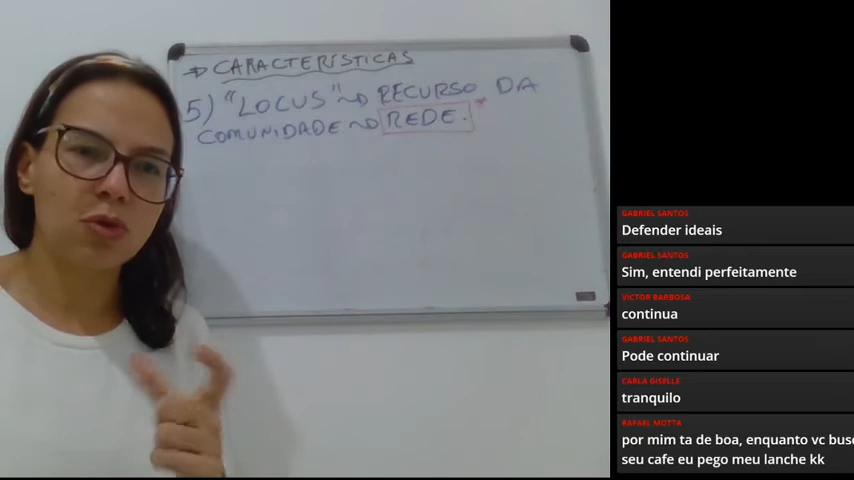 → CARACTERÍSTICAS
5) "LOCUS" ~> RECURSO DA
COMUNIDADE ~> REDE.*
GABRIEL SANTOS
Defender ideais
GABRIEL SANTOS
Sim, entendi perfeitamente
VICTOR BARBOSA
continua
GABRIEL SANTOS
Pode continuar
CARLA GISELLE
tranquilo
RAFAEL MOTTA
por mim ta de boa, enquanto vc busc
seu cafe eu pego meu lanche kk